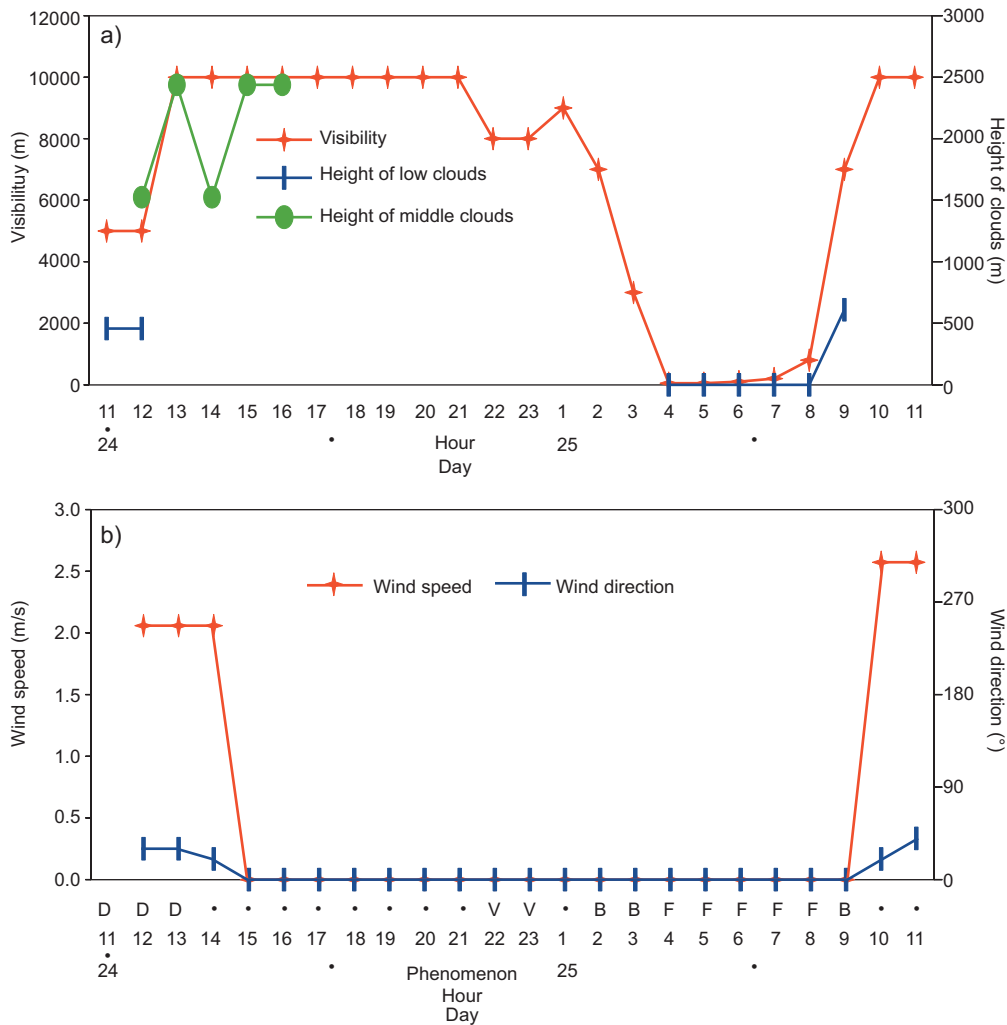 a)
12000
10000
8000
6000
4000
2000
0
Visibilituy (m)
3000
2500
2000
1500
1000
500
0
Height of clouds (m)
Visibility
Height of low clouds
Height of middle clouds
11 12 13 14 15 16 17 18 19 20 21 22 23 1 2 3 4 5 6 7 8 9 10 11
• • •
24 Hour 25
Day
b)
3.0
2.5
2.0
1.5
1.0
0.5
0.0
Wind speed (m/s)
300
270
180
90
0
Wind direction (°)
Wind speed Wind direction
D D D • • • • • • • • V V • B B F F F F F B • •
11 12 13 14 15 16 17 18 19 20 21 22 23 1 2 3 4 5 6 7 8 9 10 11
• • •
24 Phenomenon 25
Hour
Day